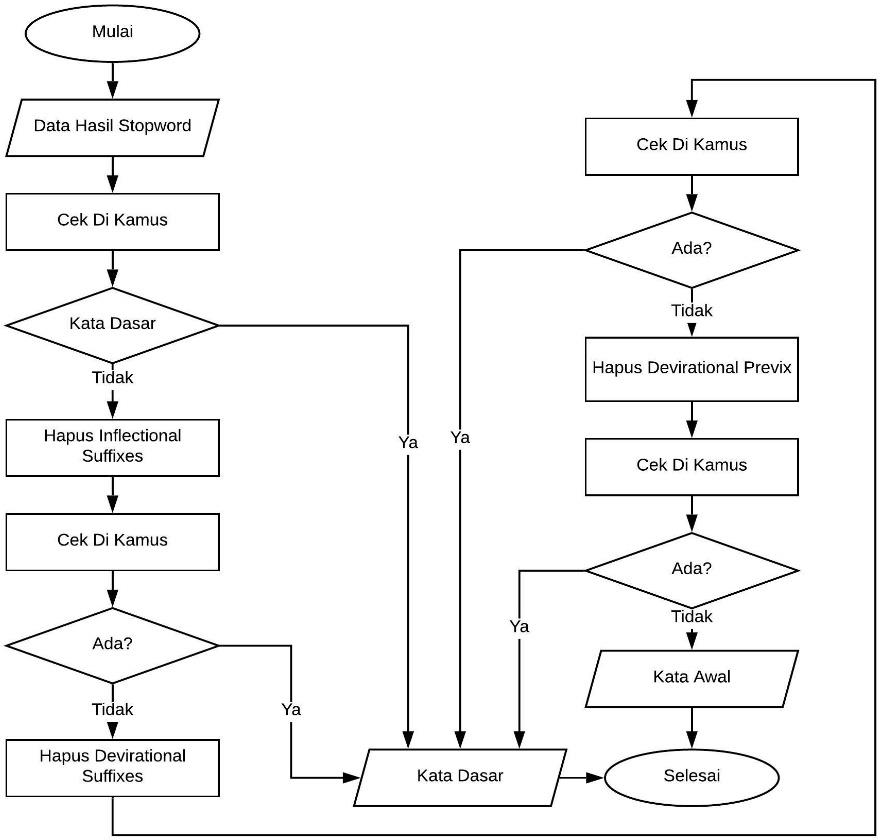 Mulai
Data Hasil Stopword
Cek Di Kamus
Kata Dasar
Tidak
Ya
Hapus Inflectional
Suffixes
Cek Di Kamus
Ada?
Tidak
Ya
Hapus Devirational
Suffixes
Cek Di Kamus
Ada?
Ya
Tidak
Hapus Devirational Previx
Cek Di Kamus
Ada?
Ya
Tidak
Kata Awal
Kata Dasar
Selesai